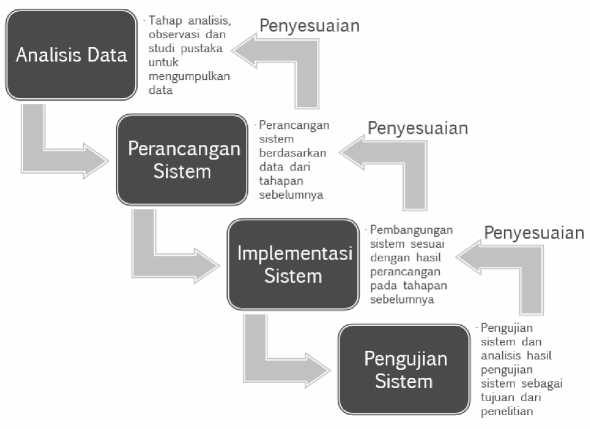 Analisis Data
· Tahap analisis,
observasi dan
studi pustaka
untuk
mengumpulkan
data
Penyesuaian
Perancangan
Sistem
· Perancangan
sistem
berdasarkan
data dari
tahapan
sebelumnya
Penyesuaian
Implementasi
Sistem
· Pembangungan
sistem sesuai
dengan hasil
perancangan
pada tahapan
sebelumnya
Penyesuaian
Pengujian
Sistem
· Pengujian
sistem dan
analisis hasil
pengujian
sistem sebagai
tujuan dari
penelitian